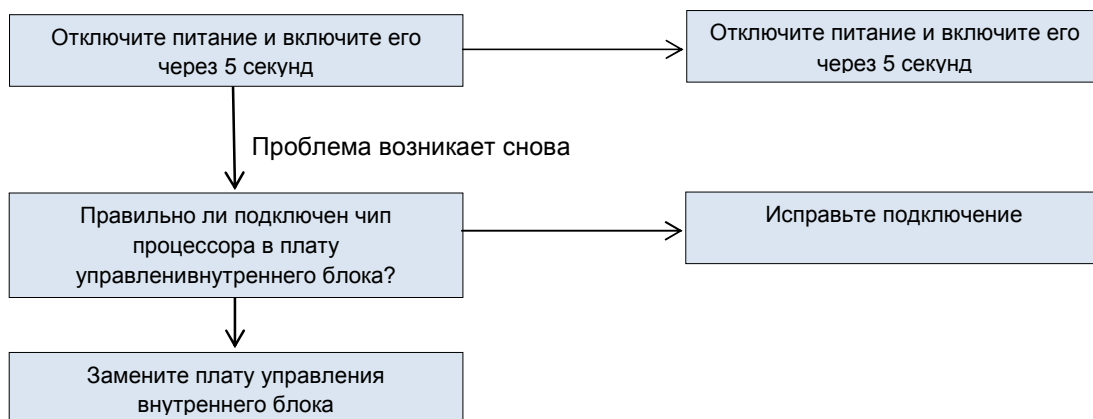 Отключите питание и включите его
через 5 секунд
Отключите питание и включите его
через 5 секунд
Проблема возникает снова
Правильно ли подключен чип
процессора в плату
управленивнутреннего блока?
Исправьте подключение
Замените плату управления
внутреннего блока